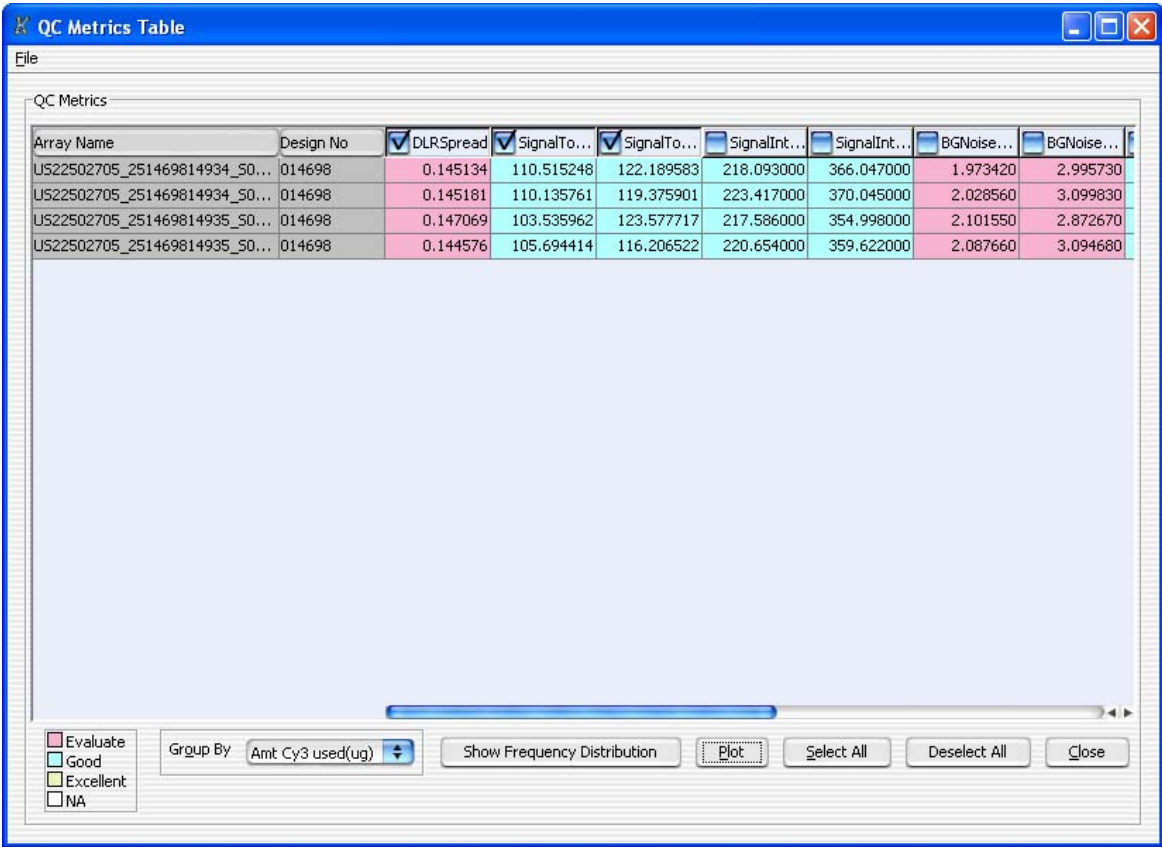 QC Metrics Table
File
QC Metrics
Array Name Design No DLRSpread SignalTo... SignalTo... SignalInt... SignalInt... BGNoise... BGNoise...
US22502705_251469814934_S0... 014698 0.145134 110.515248 122.189583 218.093000 366.047000 1.973420 2.995730
US22502705_251469814934_S0... 014698 0.145181 110.135761 119.375901 223.417000 370.045000 2.028560 3.099830
US22502705_251469814935_S0... 014698 0.147069 103.535962 123.577717 217.586000 354.998000 2.101550 2.872670
US22502705_251469814935_S0... 014698 0.144576 105.694414 116.206522 220.654000 359.622000 2.087660 3.094680
Evaluate
Good
Excellent
NA
Group By Amt Cy3 used(ug) Show Frequency Distribution Plot Select All Deselect All Close